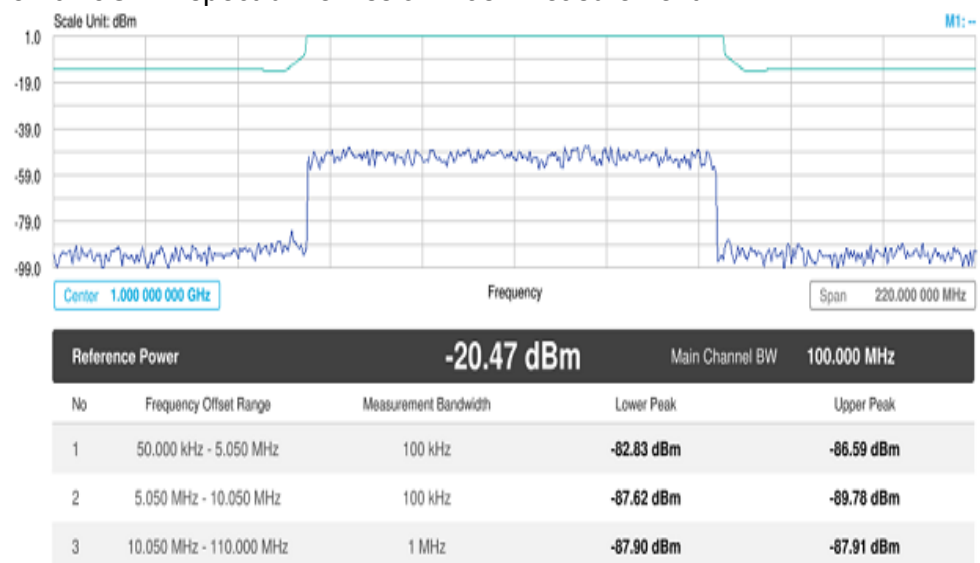 Scale Unit: dBm M1: --
1.0
-19.0
-39.0
-59.0
-79.0
-99.0
Center 1.000 000 000 GHz Frequency Span 220.000 000 MHz
Reference Power -20.47 dBm Main Channel BW 100.000 MHz
No Frequency Offset Range Measurement Bandwidth Lower Peak Upper Peak
1 50.000 kHz - 5.050 MHz 100 kHz -82.83 dBm -86.59 dBm
2 5.050 MHz - 10.050 MHz 100 kHz -87.62 dBm -89.78 dBm
3 10.050 MHz - 110.000 MHz 1 MHz -87.90 dBm -87.91 dBm